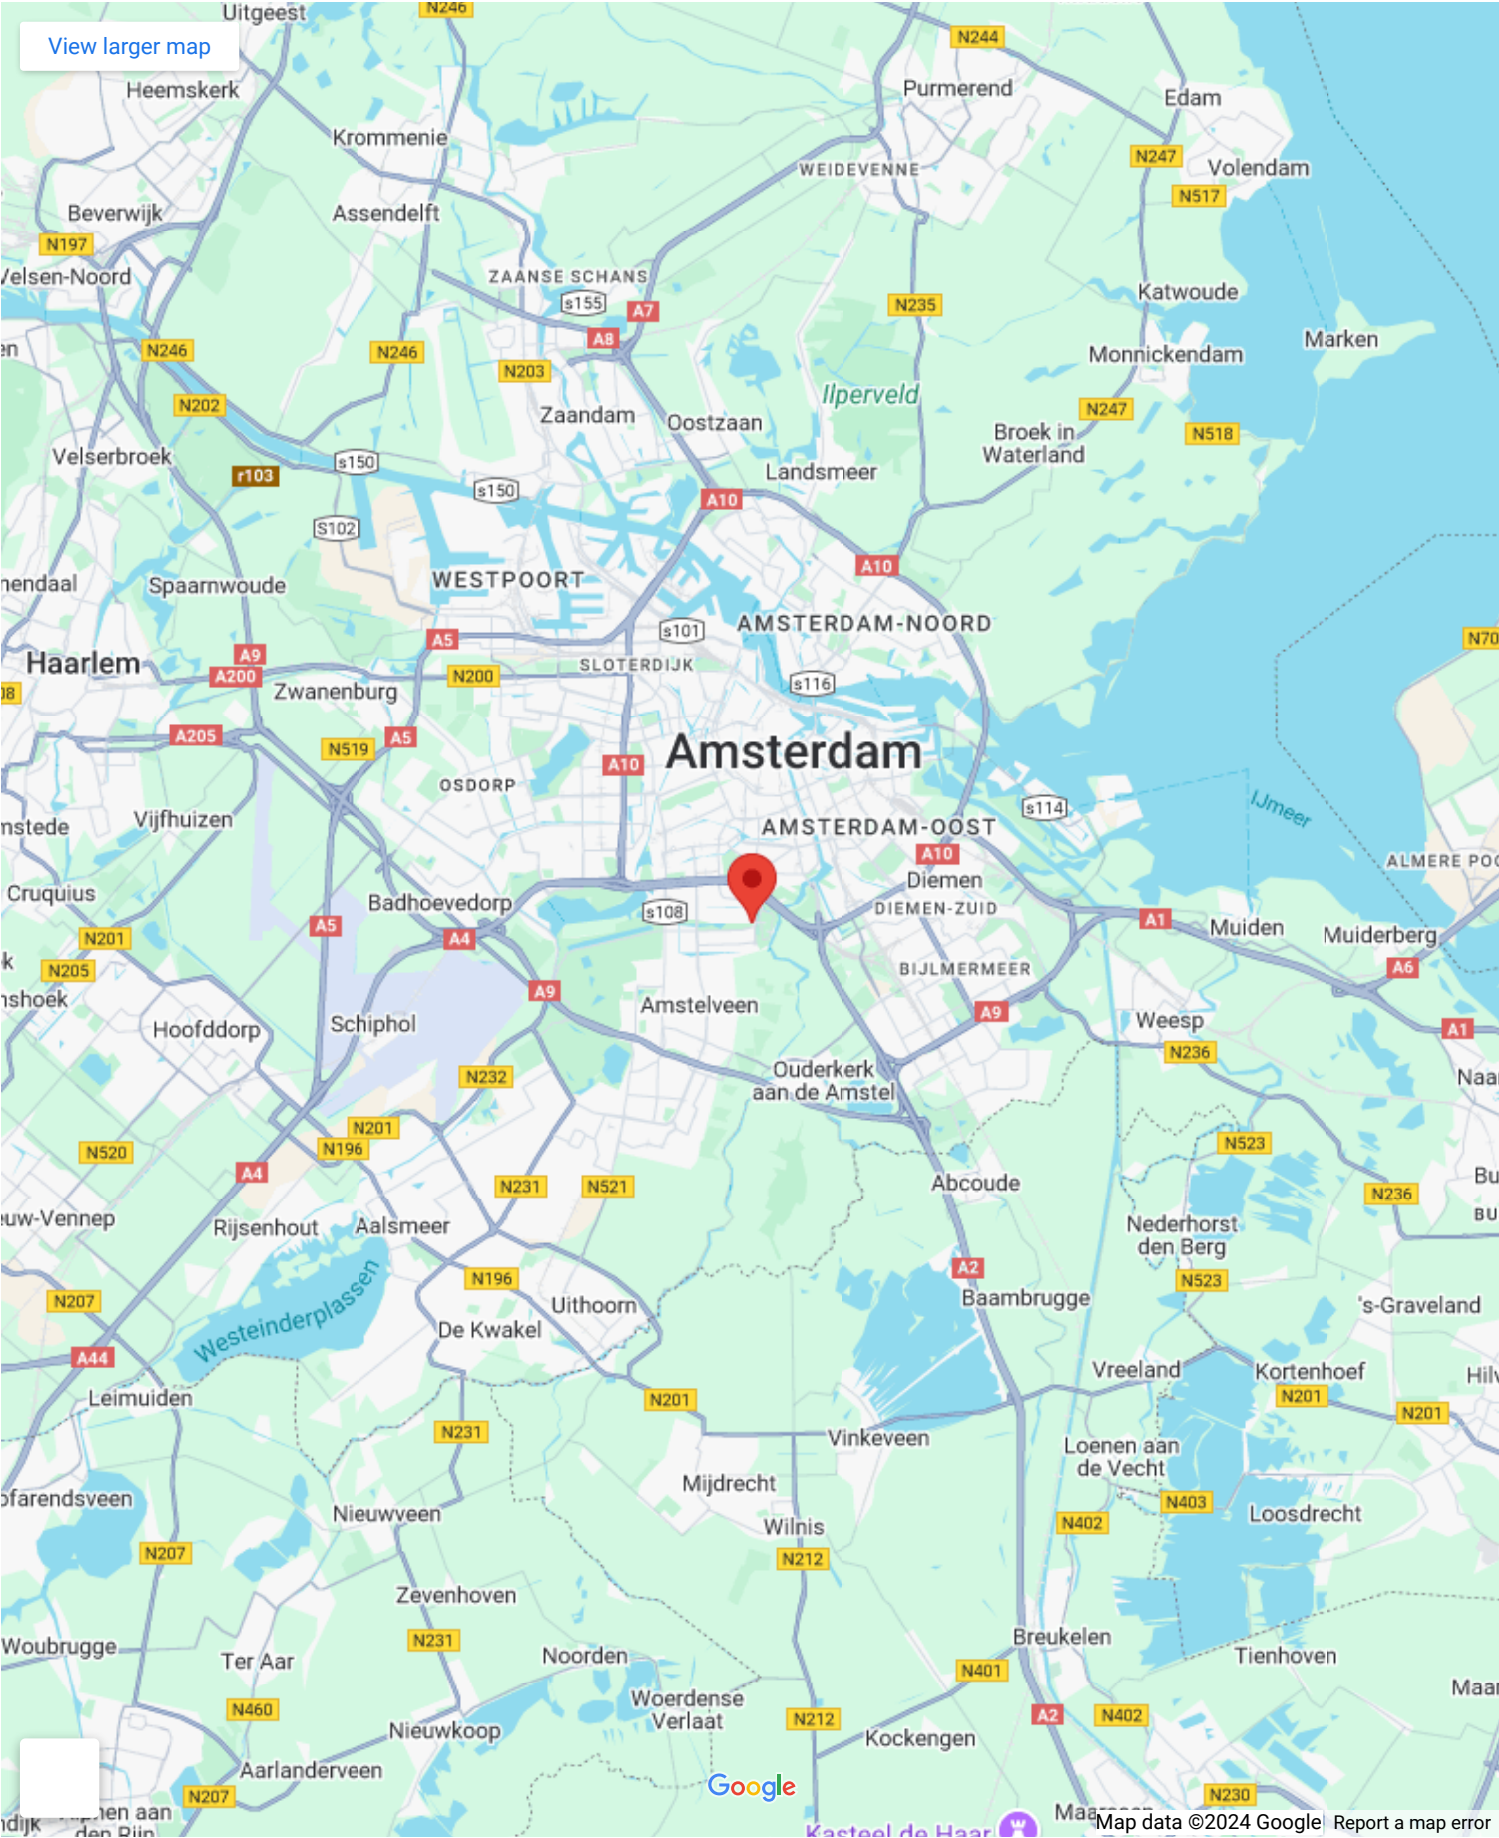 Uitgeest
N246
View larger map
N244
Heemskerk
Purmerend
Edam
Krommenie
N247
WEIDEVENNE
Volendam
N517
Beverwijk
Assendelft
N197
Velsen-Noord
ZAANSE SCHANS
Katwoude
s155
N235
A7
A8
Marken
N246
N246
Monnickendam
N203
Ilperveld
N202
N247
Zaandam
Oostzaan
Broek in
Waterland
N518
Velserbroek
s150
Landsmeer
r103
s150
A10
S102
A10
WESTPOORT
Spaarnwoude
AMSTERDAM-NOORD
s101
A5
N70
A9
Haarlem
SLOTERDIJK
A200
N200
s116
Zwanenburg
A205
A5
N519
Amsterdam
A10
OSDORP
s114
IJmeer
Vijfhuizen
AMSTERDAM-OOST
A10
ALMERE POO
Diemen
Cruquius
Badhoevedorp
s108
DIEMEN-ZUID
A1
A5
Muiden
N201
A4
Muiderberg
A6
N205
BIJLMERMEER
A9
Amstelveen
A9
Hoofddorp
Schiphol
Weesp
A1
N236
Ouderkerk
aan de Amstel
N232
N201
N196
N523
N520
A4
Abcoude
N231
N521
N236
Rijsenhout
Aalsmeer
Nederhorst
den Berg
A2
N196
N523
Westeinderplassen
N207
Baambrugge
Uithoorn
's-Graveland
De Kwakel
A44
Vreeland
Kortenhoef
Leimuiden
N201
N201
N201
N231
Vinkeveen
Loenen aan
de Vecht
Mijdrecht
N403
Nieuwveen
Loosdrecht
N402
Wilnis
N207
N212
Zevenhoven
N231
Breukelen
Woubrugge
Noorden
Tienhoven
Ter Aar
N401
Woerdense
Verlaat
N460
A2
N402
N212
Nieuwkoop
Kockengen
Aarlanderveen
Google
N207
N230
Kasteel de Haar
Map data ©2024 Google
Report a map error